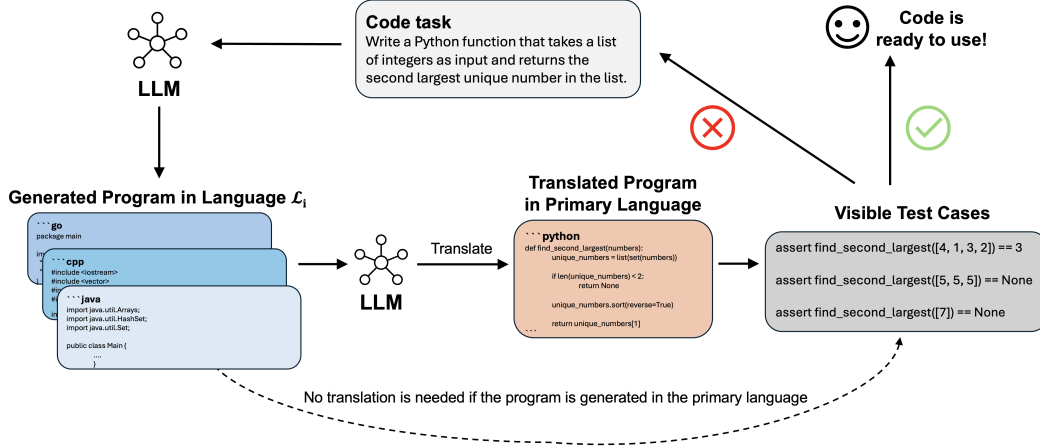 Code task
Write a Python function that takes a list
of integers as input and returns the
second largest unique number in the list.
Code is
ready to use!
LLM
Generated Program in Language ℒi
```go
package main
```cpp
#include <iostream>
#include <vector>
```java
import java.util.Arrays;
import java.util.HashSet;
import java.util.Set;
public class Main {
....
}
LLM
Translate
Translated Program
in Primary Language
```python
def find_second_largest(numbers):
unique_numbers = list(set(numbers))
if len(unique_numbers) < 2:
return None
unique_numbers.sort(reverse=True)
return unique_numbers[1]
```
Visible Test Cases
assert find_second_largest([4, 1, 3, 2]) == 3
assert find_second_largest([5, 5, 5]) == None
assert find_second_largest([7]) == None
No translation is needed if the program is generated in the primary language